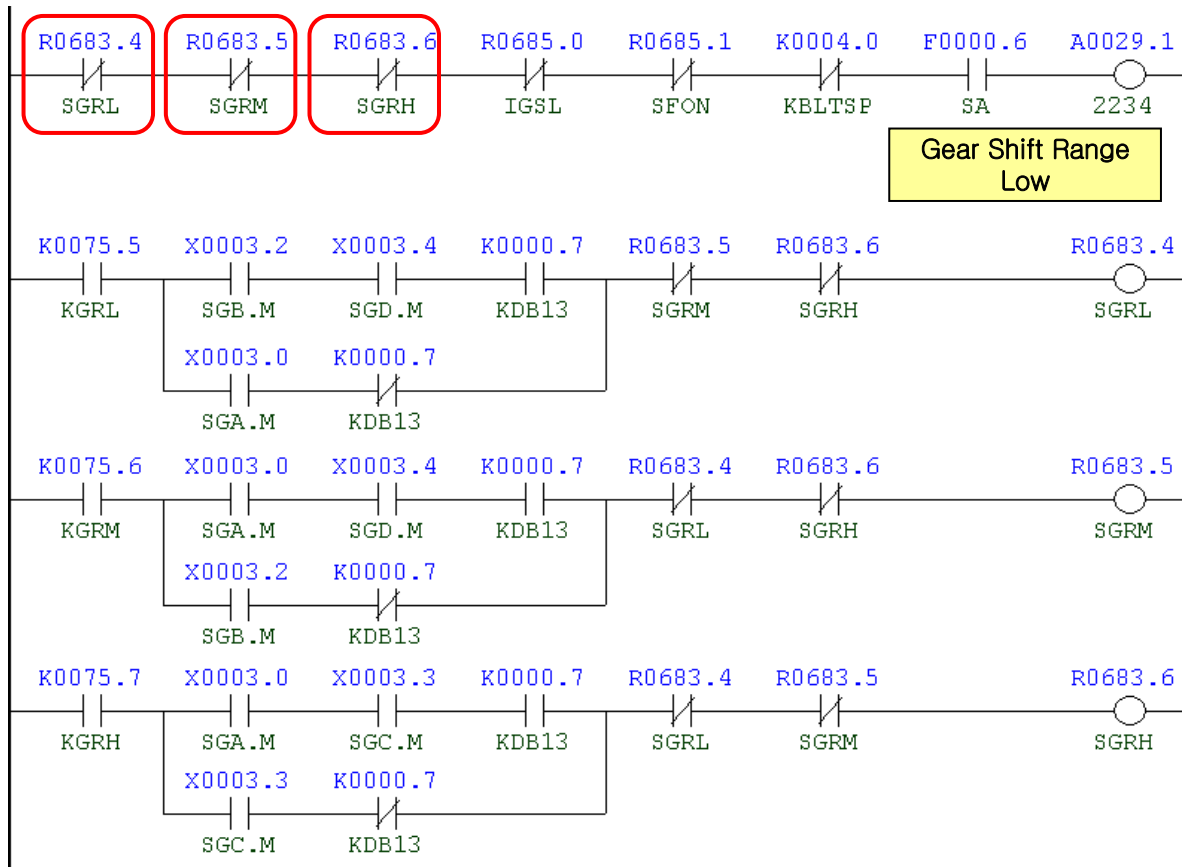 R0683.4 R0683.5 R0683.6 R0685.0 R0685.1 K0004.0 F0000.6 A0029.1
SGRL SGRM SGRH IGSL SFON KBLTSP SA 2234
Gear Shift Range
Low
K0075.5 X0003.2 X0003.4 K0000.7 R0683.5 R0683.6 R0683.4
KGRL SGB.M SGD.M KDB13 SGRM SGRH SGRL
X0003.0 K0000.7
SGA.M KDB13
K0075.6 X0003.0 X0003.4 K0000.7 R0683.4 R0683.6 R0683.5
KGRM SGA.M SGD.M KDB13 SGRL SGRH SGRM
X0003.2 K0000.7
SGB.M KDB13
K0075.7 X0003.0 X0003.3 K0000.7 R0683.4 R0683.5 R0683.6
KGRH SGA.M SGC.M KDB13 SGRL SGRM SGRH
X0003.3 K0000.7
SGC.M KDB13